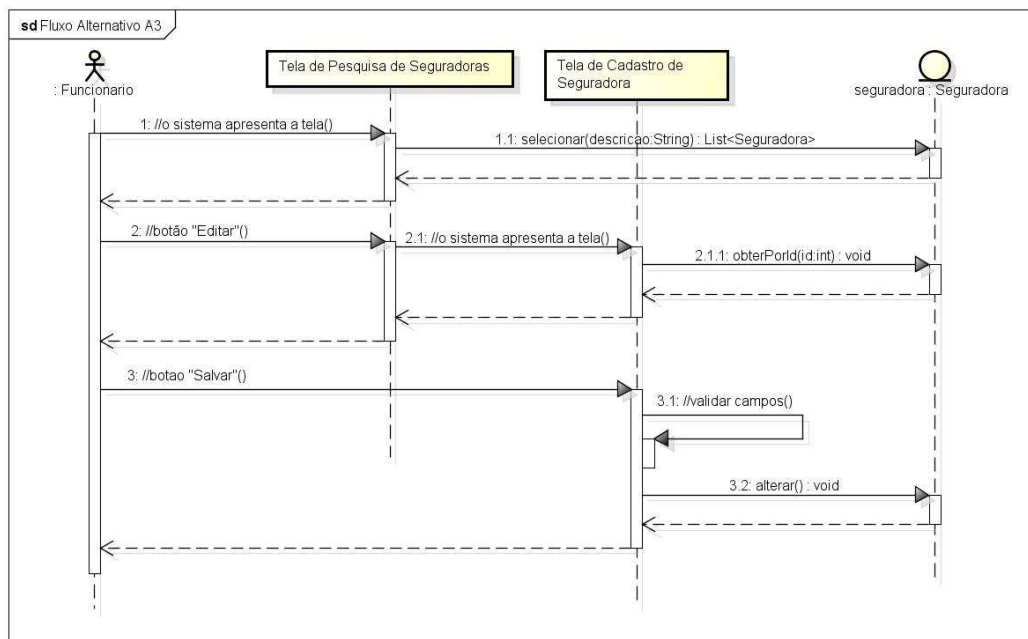 sd Fluxo Alternativo A3
: Funcionario
Tela de Pesquisa de Seguradoras
Tela de Cadastro de
Seguradora
seguradora : Seguradora
1: //o sistema apresenta a tela()
1.1: selecionar(descricao:String) : List<Seguradora>
2: //botão "Editar"()
2.1: //o sistema apresenta a tela()
2.1.1: obterPorId(id:int) : void
3: //botao "Salvar"()
3.1: //validar campos()
3.2: alterar() : void